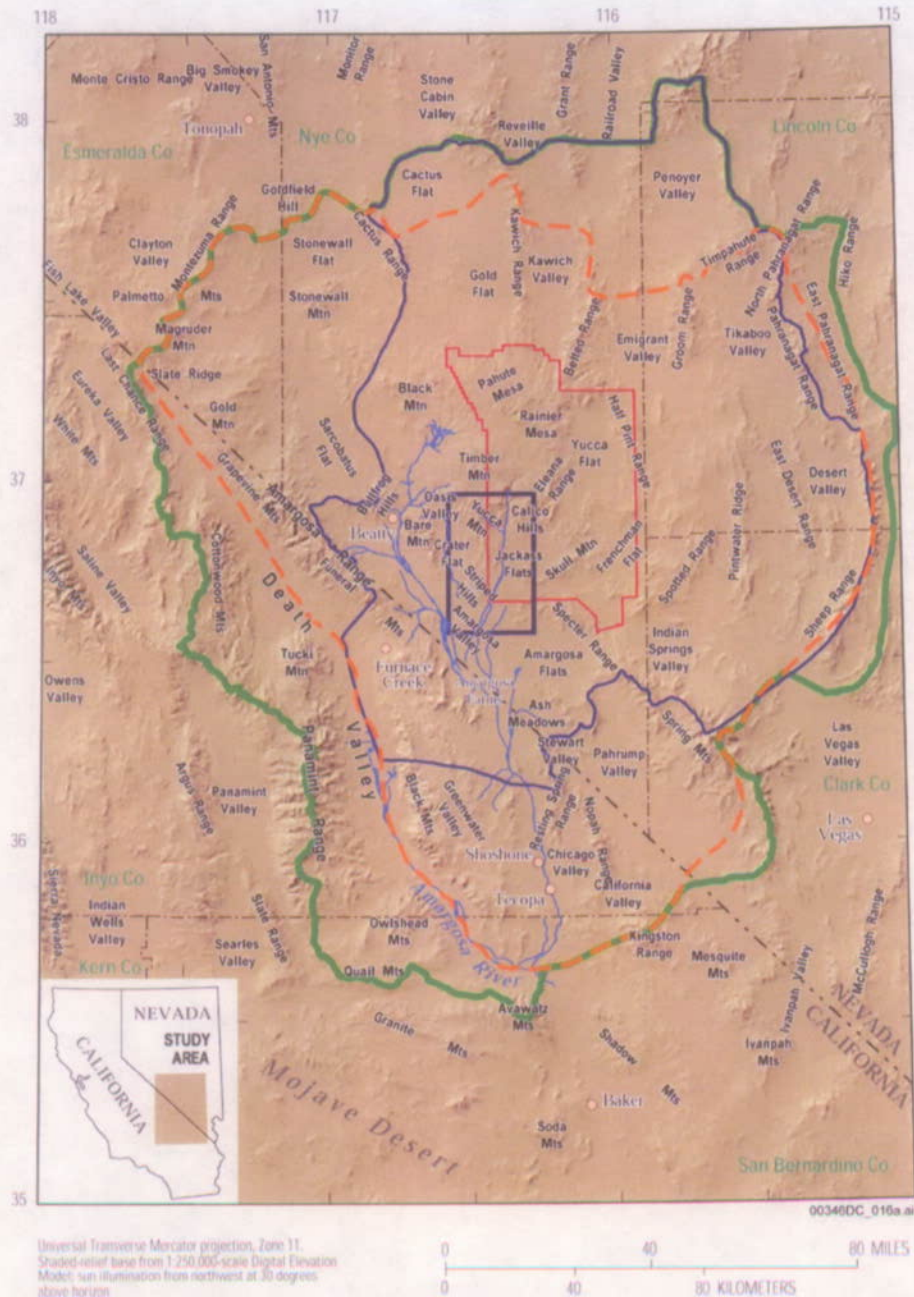 118
117
116
115
38
37
36
35
Monte Cristo Range
Big Smokey
Valley
San Antonio Mts
Monitor
Range
Stone
Cabin
Valley
Grant Range
Railroad Valley
Reveille
Valley
Lincoln Co
Tonopah
Nye Co
Esmeralda Co
Cactus
Flat
Penoyer
Valley
Goldfield
Hill
Cactus Range
Kawich Range
Timpahute
Range
North Pahranagat Range
Hiko Range
Clayton
Valley
Montezuma Range
Stonewall
Flat
Gold
Flat
Kawich
Valley
East Pahranagat Range
Pahranagat Range
Fish Lake Valley
Palmetto
Mts
Stonewall
Mtn
Belted Range
Groom Range
Emigrant
Valley
Tikaboo
Valley
Magruder
Mtn
Last Chance Range
Slate Ridge
Eureka Valley
Pahute
Mesa
Black
Mtn
Half Pint Range
Gold
Mtn
Rainier
Mesa
White Mts
Sarcobatus
Flat
Yucca
Flat
Timber
Mtn
Eleana
Range
East Desert Range
Desert
Valley
Grapevine Mts
Amargosa
Range
Bullfrog
Hills
Oasis
Valley
Yucca
Mtn
Calico
Hills
Beatty
Bare
Mtn
Crater
Flat
Jackass
Flats
Skull Mtn
Frenchman
Flat
Spotted Range
Pintwater Ridge
Saline Valley
Cottonwood Mts
Funeral
Mts
Striped
Hills
Amargosa
Valley
Sheep Range
Inyo Mts
Death
Valley
Tucki
Mtn
Specter Range
Indian
Springs
Valley
Furnace
Creek
Amargosa
Farms
Amargosa
Flats
Owens
Valley
Ash
Meadows
Spring Mts
Las
Vegas
Valley
Stewart
Valley
Pahrump
Valley
Panamint Range
Argus Range
Panamint
Valley
Black Mts
Greenwater
Valley
Resting Spring
Range
Nopah Range
Clark Co
Las
Vegas
Shoshone
Chicago
Valley
Inyo Co
Tecopa
California
Valley
Sierra Nevada
Indian
Wells
Valley
Slate Range
Searles
Valley
Owlshead
Mts
Amargosa River
Kingston
Range
Mesquite
Mts
Ivanpah Valley
McCullogh Range
Kern Co
Quail Mts
Avawatz
Mts
NEVADA
CALIFORNIA
Granite
Mts
Shadow
Mts
Ivanpah
Mts
NEVADA
STUDY
AREA
CALIFORNIA
Mojave Desert
Baker
Soda
Mts
San Bernardino Co
00346DC_016a.ai
Universal Transverse Mercator projection, Zone 11.
Shaded-relief base from 1:250,000-scale Digital Elevation
Model; sun illumination from northwest at 30 degrees
above horizon
0 40 80 MILES
0 40 80 KILOMETERS